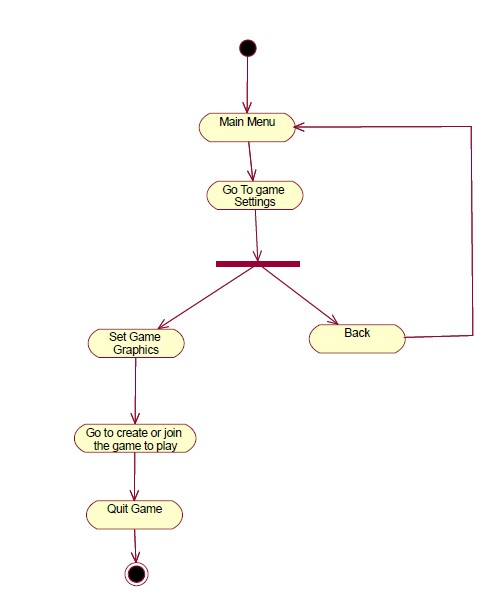 Main Menu
Go To game
Settings
Set Game
Graphics
Back
Go to create or join
the game to play
Quit Game